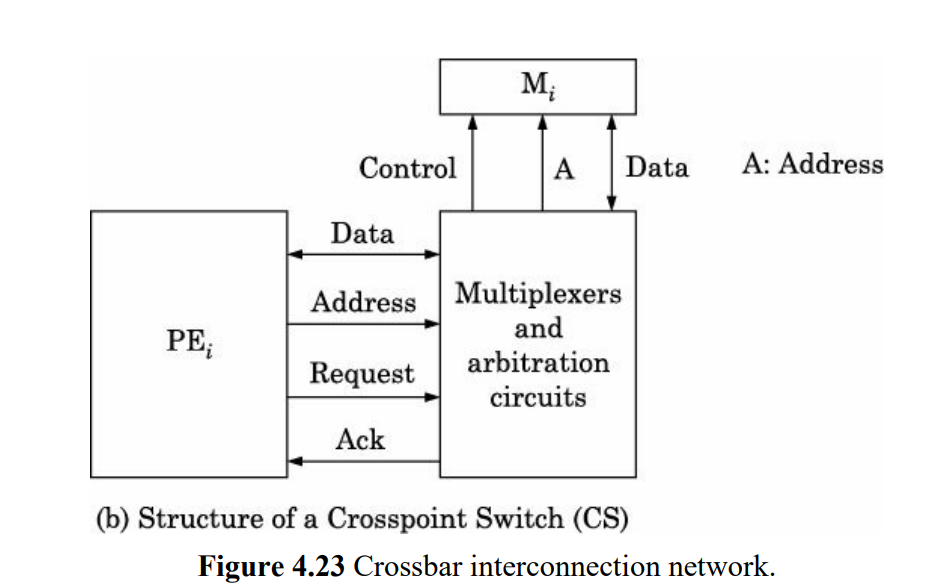 M_i
Control
A
Data
A: Address
Data
Address
Request
Ack
PE_i
Multiplexers
and
arbitration
circuits
(b) Structure of a Crosspoint Switch (CS)
Figure 4.23 Crossbar interconnection network.